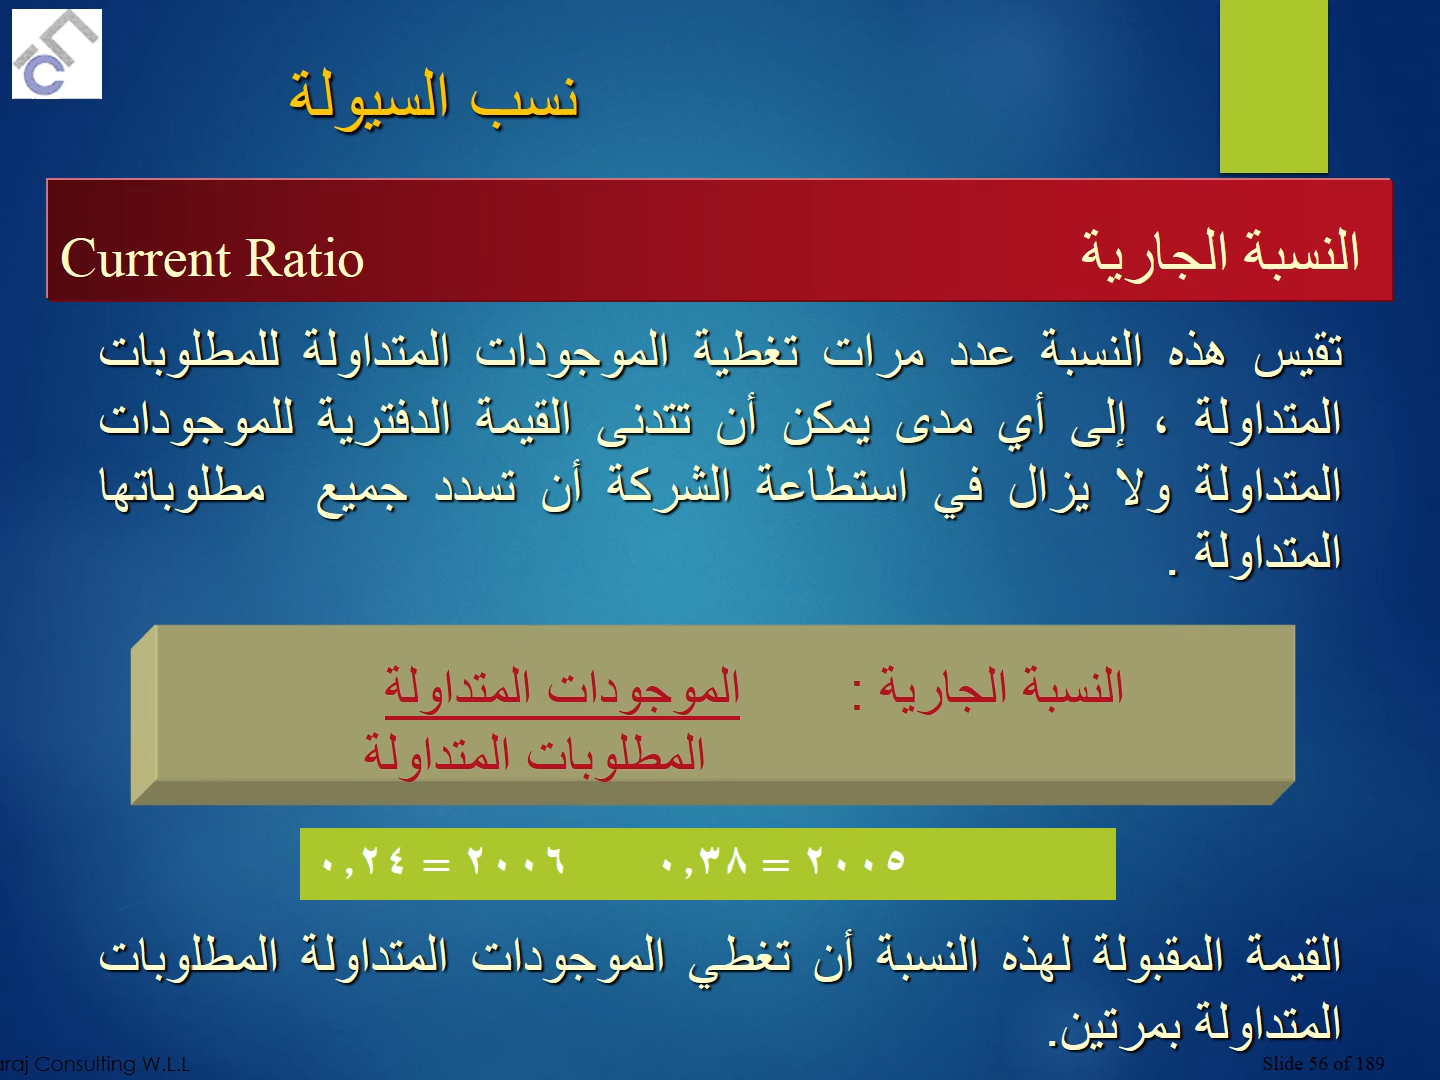 نسب السيولة
النسبة الجارية Current Ratio
تقيس هذه النسبة عدد مرات تغطية الموجودات المتداولة للمطلوبات
المتداولة ، إلى أي مدى يمكن أن تتدنى القيمة الدفترية للموجودات
المتداولة ولا يزال في استطاعة الشركة أن تسدد جميع مطلوباتها
المتداولة .
النسبة الجارية : الموجودات المتداولة
المطلوبات المتداولة
٢٠٠٥ = ٠,٣٨ ٢٠٠٦ = ٠,٢٤
القيمة المقبولة لهذه النسبة أن تغطي الموجودات المتداولة المطلوبات
المتداولة بمرتين.
Consulting W.L.L
Slide 56 of 189